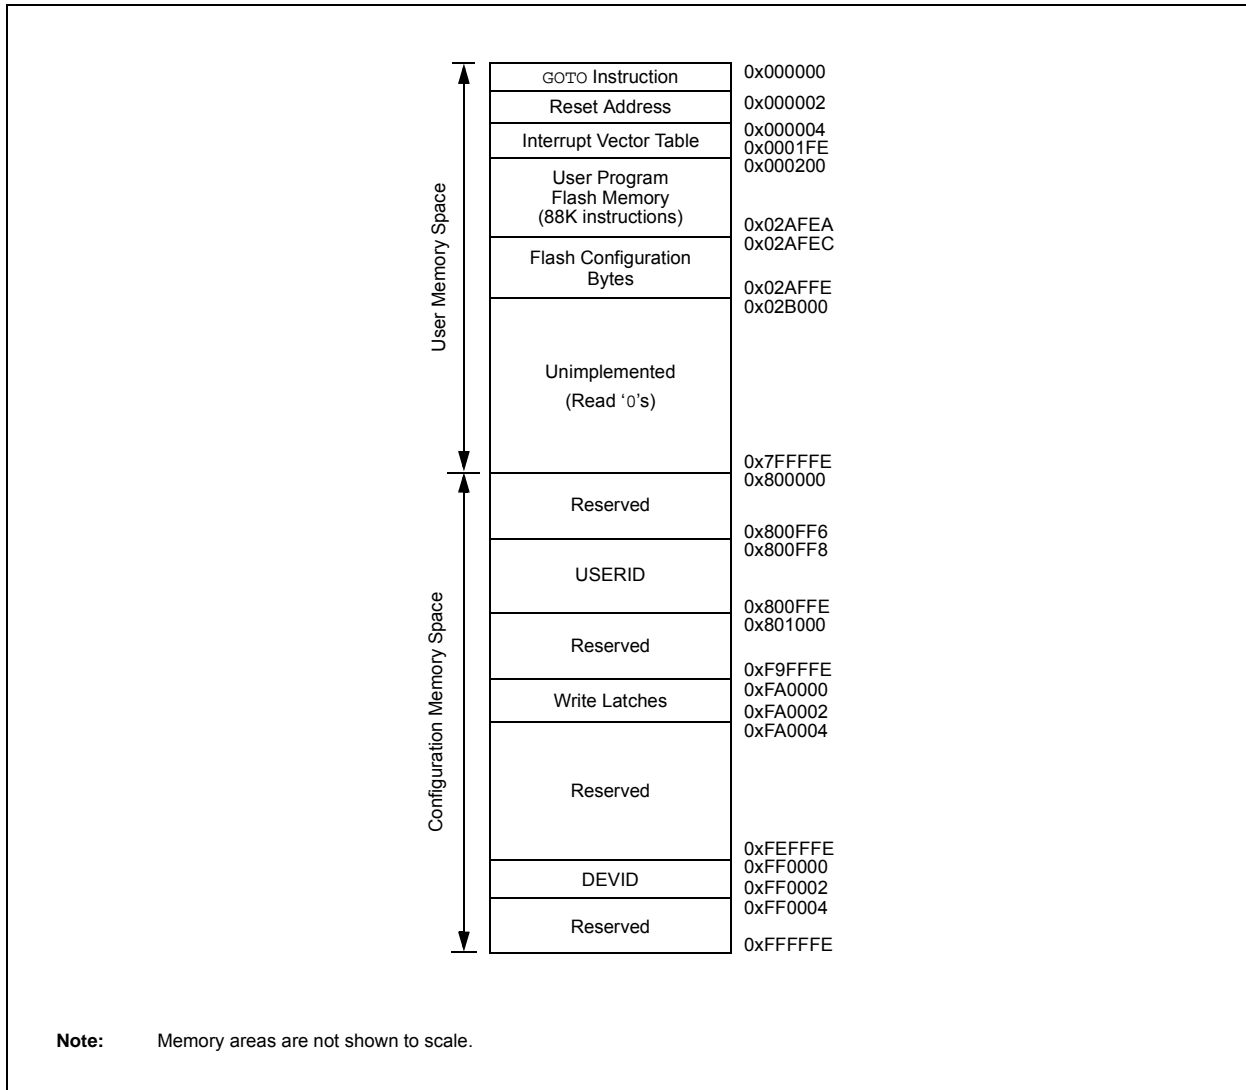 GOTO Instruction
0x000000
Reset Address
0x000002
Interrupt Vector Table
0x000004
0x0001FE
0x000200
User Program
Flash Memory
(88K instructions)
0x02AFEA
0x02AFEC
Flash Configuration
Bytes
0x02AFFE
0x02B000
User Memory Space
Unimplemented
(Read ‘0’s)
0x7FFFFE
0x800000
Reserved
0x800FF6
0x800FF8
USERID
0x800FFE
0x801000
Reserved
0xF9FFFE
0xFA0000
Write Latches
0xFA0002
0xFA0004
Configuration Memory Space
Reserved
0xFEFFFE
0xFF0000
DEVID
0xFF0002
0xFF0004
Reserved
0xFFFFFE
Note: Memory areas are not shown to scale.